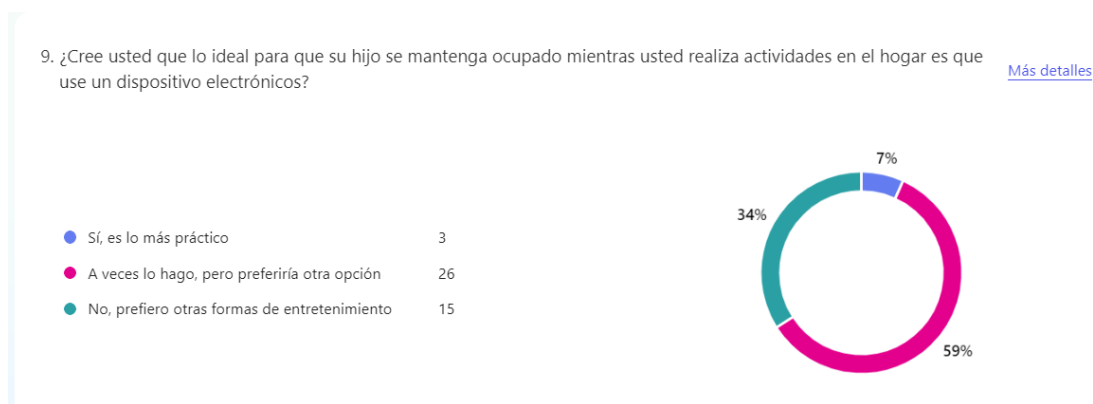 9. ¿Cree usted que lo ideal para que su hijo se mantenga ocupado mientras usted realiza actividades en el hogar es que
use un dispositivo electrónicos?
Más detalles
7%
34%
Sí, es lo más práctico 3
A veces lo hago, pero preferiría otra opción 26
No, prefiero otras formas de entretenimiento 15
59%